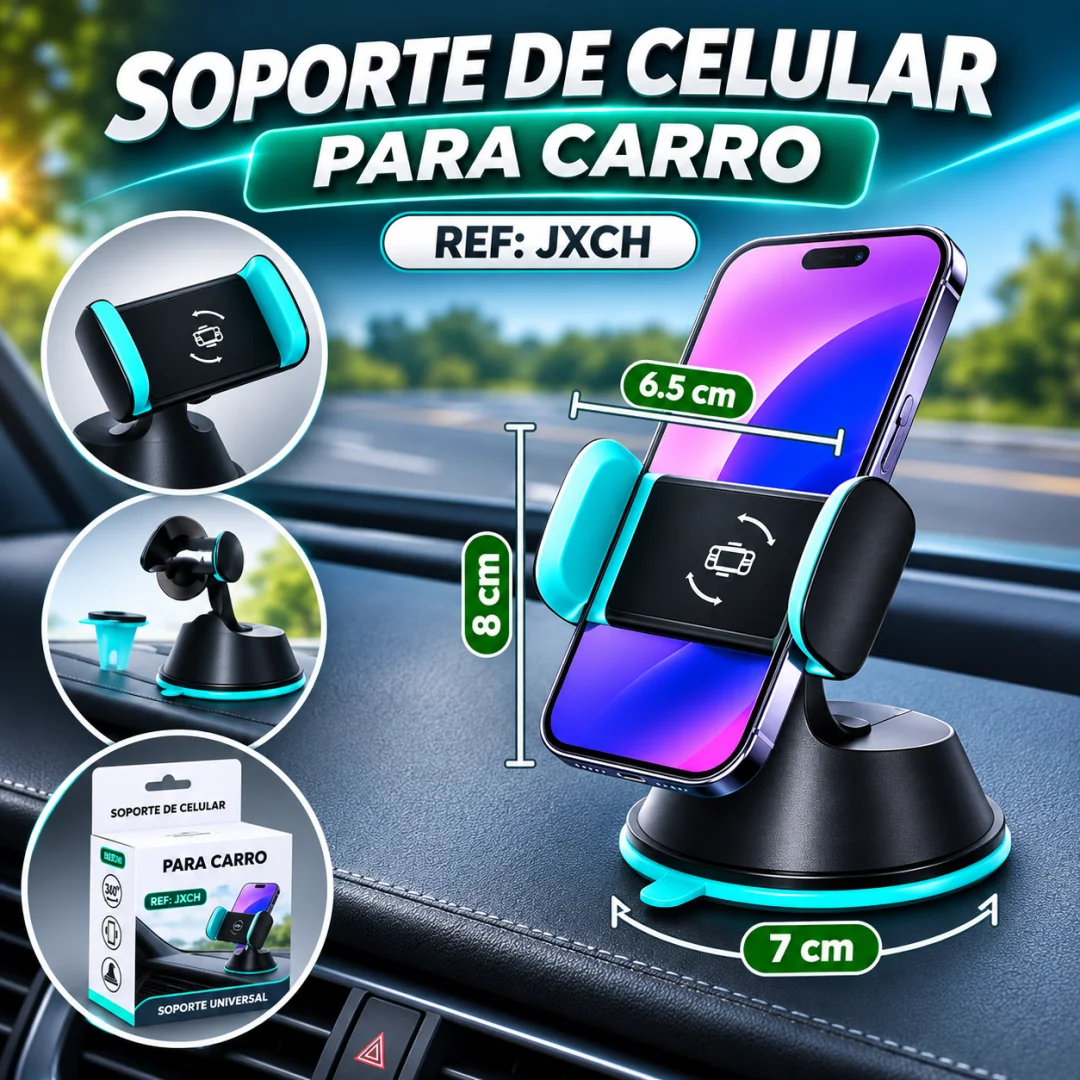 SOPORTE DE CELULAR
PARA CARRO
REF: JXCH
6.5 cm
8 cm
7 cm
SOPORTE DE CELULAR
PARA CARRO
REF: JXCH
360°
SOPORTE UNIVERSAL